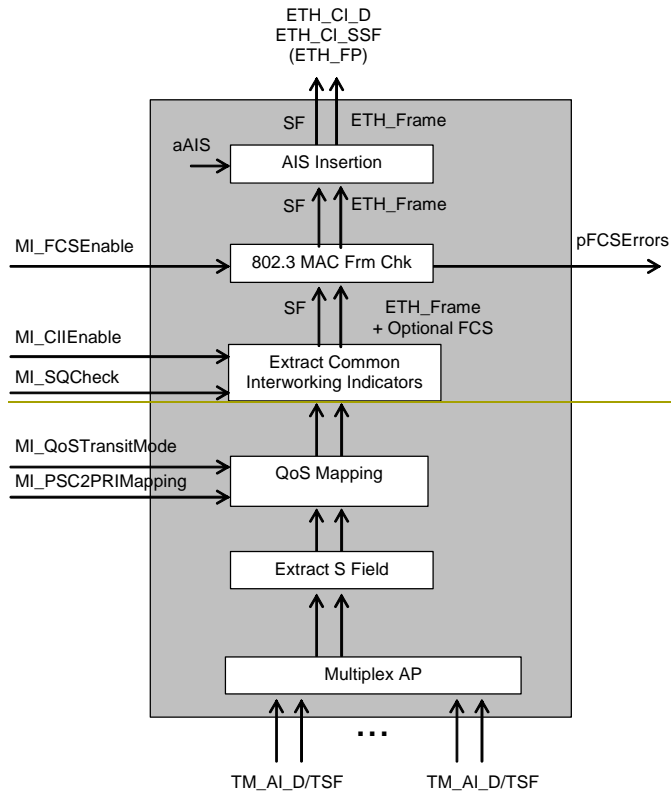 ETH_CI_D
ETH_CI_SSF
(ETH_FP)
SF
ETH_Frame
aAIS
AIS Insertion
SF
ETH_Frame
MI_FCSEnable
pFCSErrors
802.3 MAC Frm Chk
SF
ETH_Frame
+ Optional FCS
MI_CIIEnable
MI_SQCheck
Extract Common
Interworking Indicators
MI_QoSTransitMode
MI_PSC2PRIMapping
QoS Mapping
Extract S Field
Multiplex AP
...
TM_AI_D/TSF
TM_AI_D/TSF